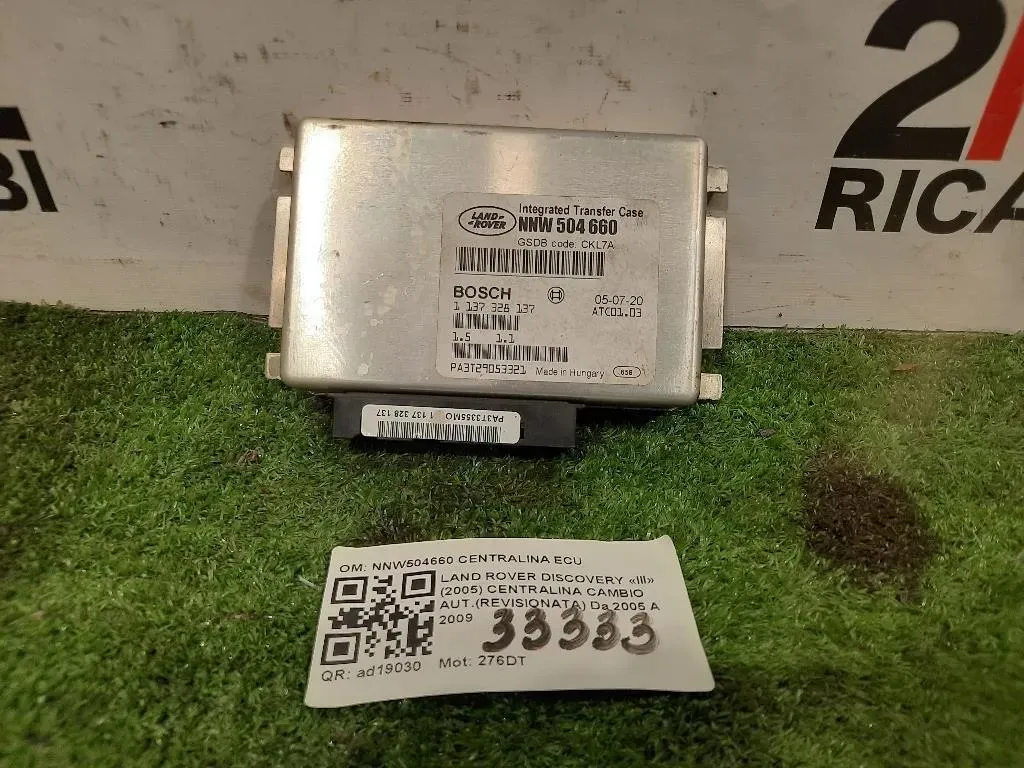 2
BI
RICA
LAND-
ROVER
Integrated Transfer Case
NNW 504 660
GSDB code: CKL7A
BOSCH
05-07-20
1 137 328 137
ATC01.03
1.5 1.1
PA3T29053321
Made in Hungary
656
PA3T3355MO 1 137 328 137
OM: NNW504660 CENTRALINA ECU
LAND ROVER DISCOVERY «III»
(2005) CENTRALINA CAMBIO
AUT.(REVISIONATA) Da 2005 A
2009
33333
QR: ad19030
Mot: 276DT